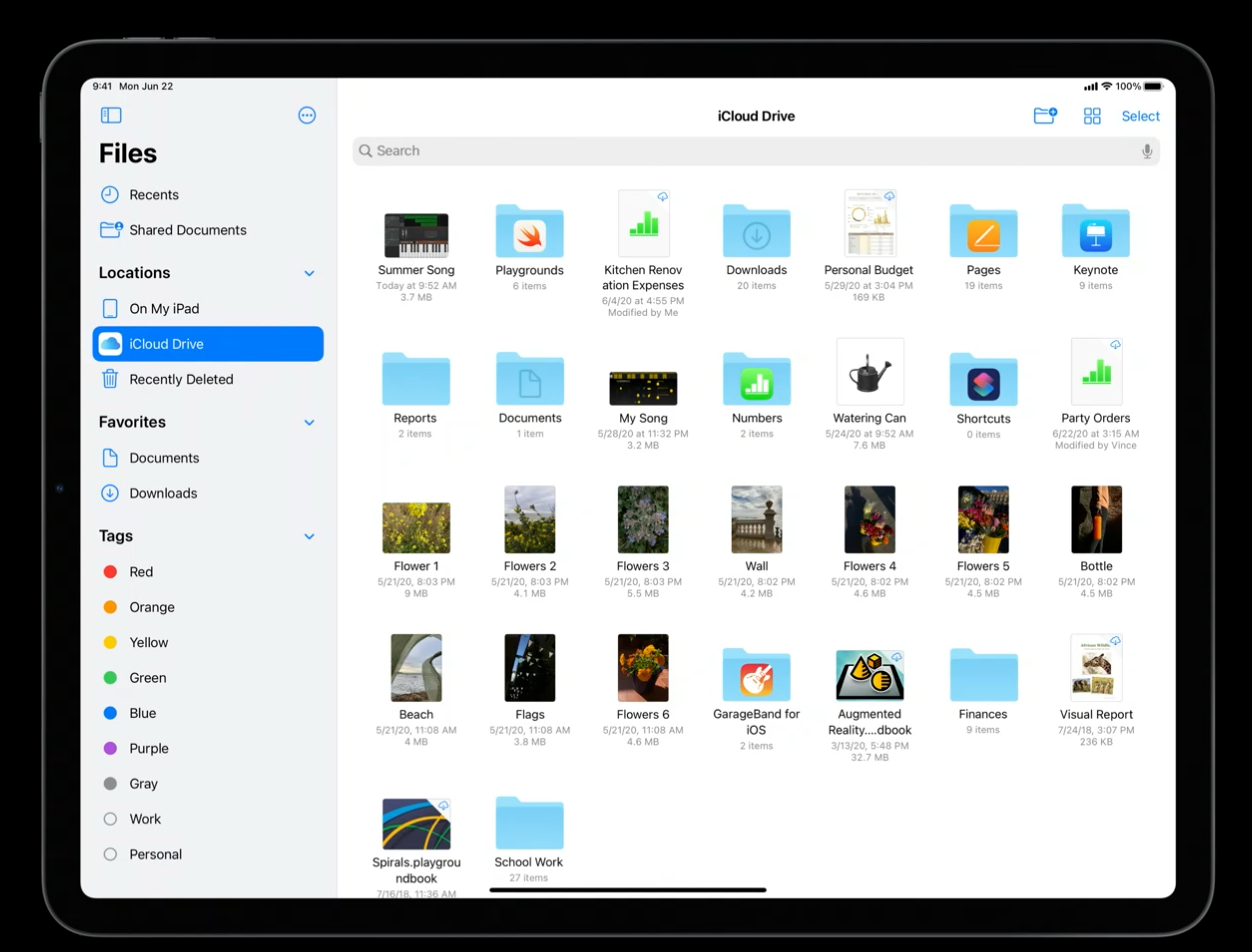 9:41 Mon Jun 22
100%
Files
Recents
Shared Documents
Locations
On My iPad
iCloud Drive
Recently Deleted
Favorites
Documents
Downloads
Tags
Red
Orange
Yellow
Green
Blue
Purple
Gray
Work
Personal
iCloud Drive
Select
Search
Summer Song
Today at 9:52 AM
3.7 MB
Playgrounds
6 items
Kitchen Renov
ation Expenses
6/4/20 at 4:55 PM
Modified by Me
Downloads
20 items
Personal Budget
5/29/20 at 3:04 PM
169 KB
Pages
19 items
Keynote
9 items
Reports
2 items
Documents
1 item
My Song
5/28/20 at 11:32 PM
3.2 MB
Numbers
2 items
Watering Can
5/24/20 at 9:52 AM
7.6 MB
Shortcuts
0 items
Party Orders
6/22/20 at 3:15 AM
Modified by Vince
Flower 1
5/21/20, 8:03 PM
9 MB
Flowers 2
5/21/20, 8:03 PM
4.1 MB
Flowers 3
5/21/20, 8:03 PM
5.5 MB
Wall
5/21/20, 8:02 PM
4.2 MB
Flowers 4
5/21/20, 8:02 PM
4.6 MB
Flowers 5
5/21/20, 8:02 PM
4.5 MB
Bottle
5/21/20, 8:02 PM
4.5 MB
Beach
5/21/20, 11:08 AM
4 MB
Flags
5/21/20, 11:08 AM
3.8 MB
Flowers 6
5/21/20, 11:08 AM
4.6 MB
GarageBand for
iOS
2 items
Augmented
Reality....dbook
3/13/20, 5:48 PM
32.7 MB
Finances
9 items
Visual Report
7/24/18, 3:07 PM
236 KB
Spirals.playgrou
ndbook
7/16/18, 11:36 AM
School Work
27 items